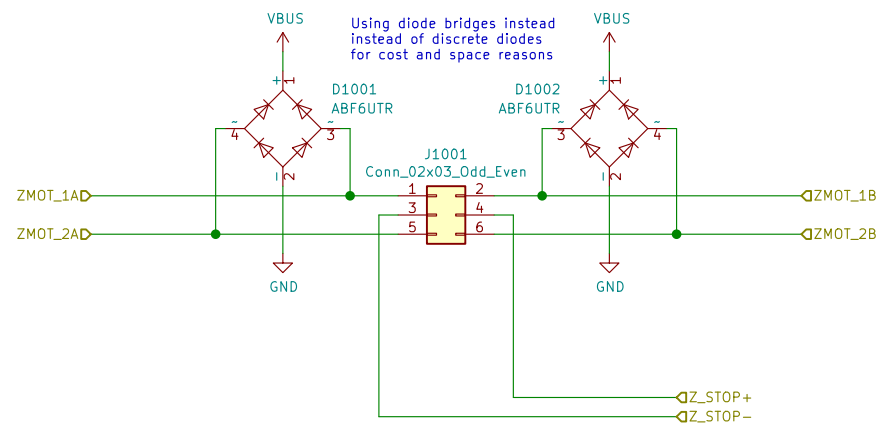 VBUS
Using diode bridges instead
instead of discrete diodes
for cost and space reasons
VBUS
+
1
D1001
ABF6UTR
~
4
~
3
-
2
D1002
ABF6UTR
+
1
~
3
~
4
-
2
J1001
Conn_02x03_Odd_Even
ZMOT_1A
1
2
ZMOT_1B
3
4
ZMOT_2A
5
6
ZMOT_2B
GND
GND
Z_STOP+
Z_STOP-